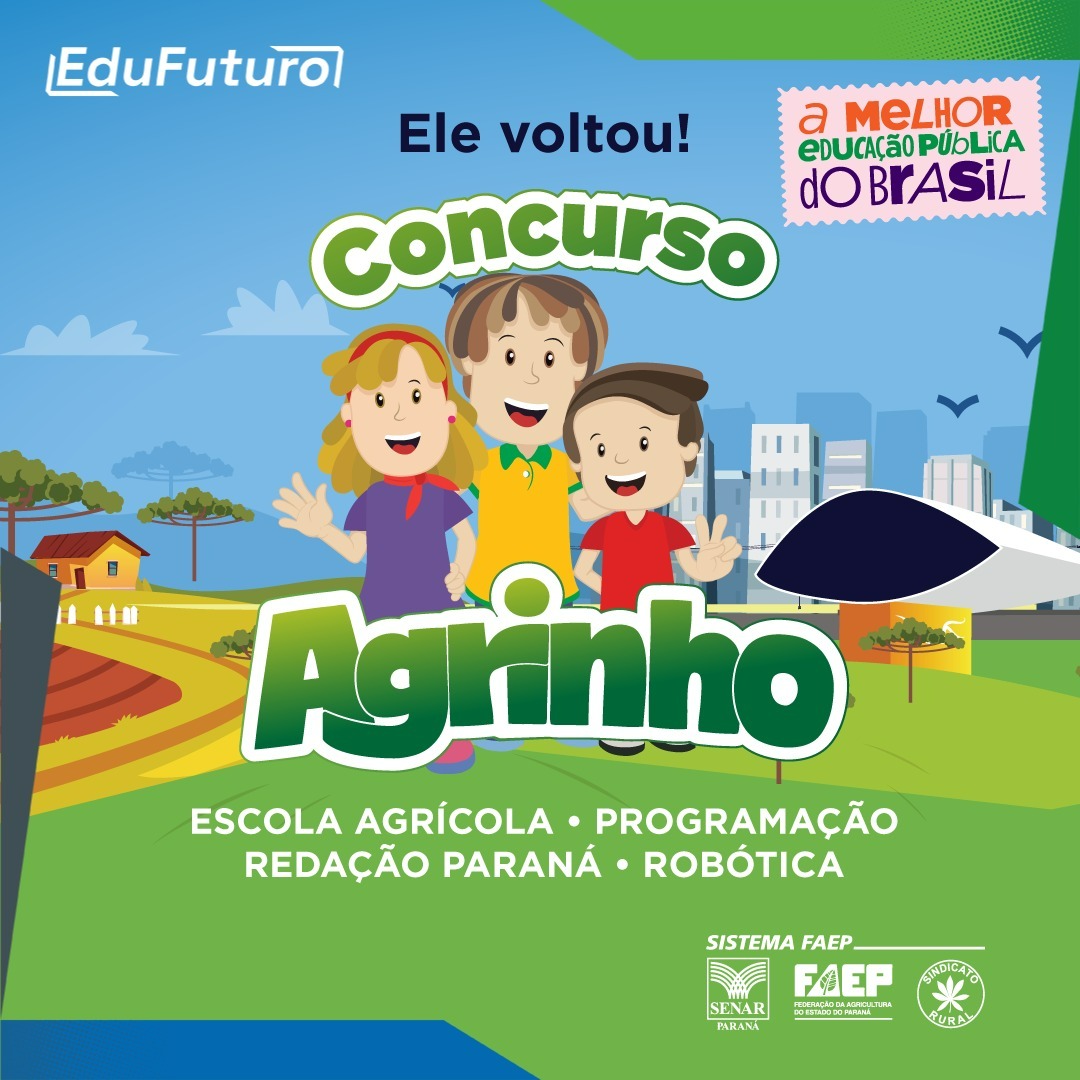 EduFuturo
Ele voltou!
a MELHOR
EDUCAÇÃO PÚBLICA
DO BRASIL
Concurso
Agrinho
ESCOLA AGRÍCOLA • PROGRAMAÇÃO
REDAÇÃO PARANÁ • ROBÓTICA
SISTEMA FAEP
SENAR
PARANÁ
FAEP
FEDERAÇÃO DA AGRICULTURA
DO ESTADO DO PARANÁ
SINDICATO
RURAL